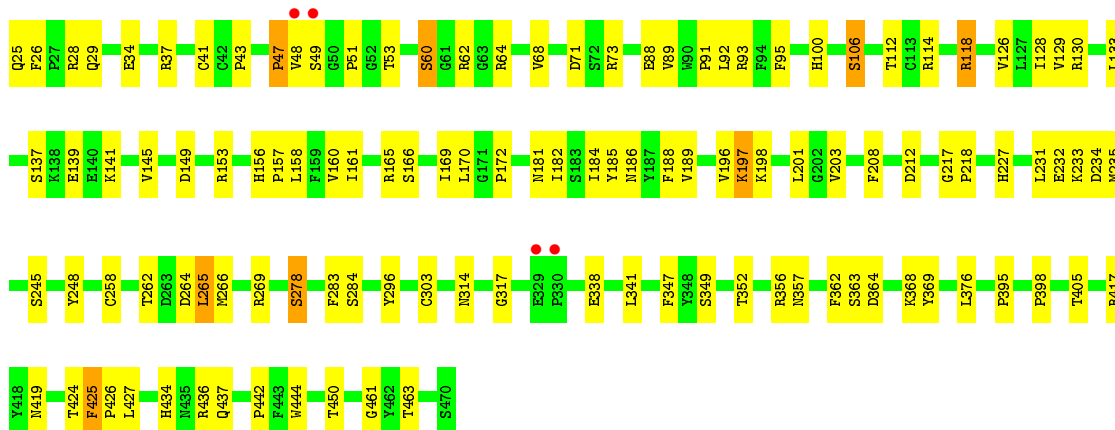 Q25 F26 P27 R28 Q29 E34 R37 C41 C42 P43 P47 V48 S49 G50 P51 G52 T53 S60 G61 R62 G63 R64 V68 D71 S72 R73 E88 V89 W90 P91 L92 R93 F94 F95 H100 S106 T112 C113 R114 R118 V126 L127 I128 V129 R130 L133
S137 K138 E139 E140 K141 V145 D149 R153 H156 P157 L158 F159 V160 I161 R165 S166 I169 L170 G171 P172 N181 I182 S183 I184 Y185 N186 Y187 F188 V189 V196 K197 K198 L201 G202 V203 F208 D212 G217 P218 H227 L231 E232 K233 D234 M235
S245 Y248 C258 T262 D263 D264 L265 M266 R269 S278 F283 S284 Y296 C303 N314 G317 E329 P330 E338 L341 F347 Y348 S349 T352 R356 N357 F362 S363 D364 K368 Y369 L376 P395 P398 T405
Y418 N419 T424 F425 P426 L427 H434 N435 R436 Q437 P442 F443 W444 T450 G461 Y462 T463 S470